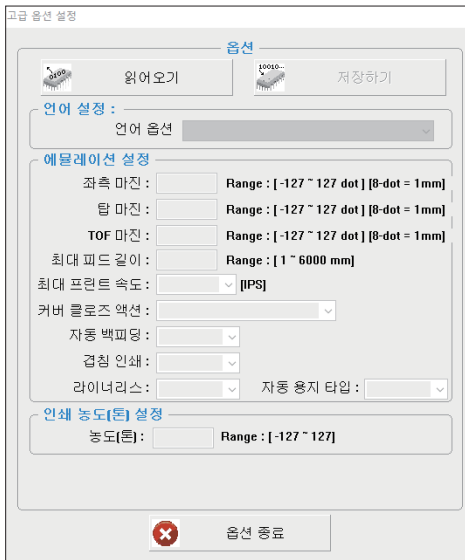 고급 옵션 설정
옵션
0200 읽어오기 10010... 저장하기
언어 설정 :
언어 옵션
에뮬레이션 설정
좌측 마진 : Range : [ -127 ~ 127 dot ] [8-dot = 1mm]
탑 마진 : Range : [ -127 ~ 127 dot ] [8-dot = 1mm]
TOF 마진 : Range : [ -127 ~ 127 dot ] [8-dot = 1mm]
최대 피드 길이 : Range : [ 1 ~ 6000 mm]
최대 프린트 속도 : [IPS]
커버 클로즈 액션 :
자동 백피딩 :
겹침 인쇄 :
라이너리스 : 자동 용지 타입 :
인쇄 농도(톤) 설정
농도(톤) : Range : [ -127 ~ 127]
옵션 종료